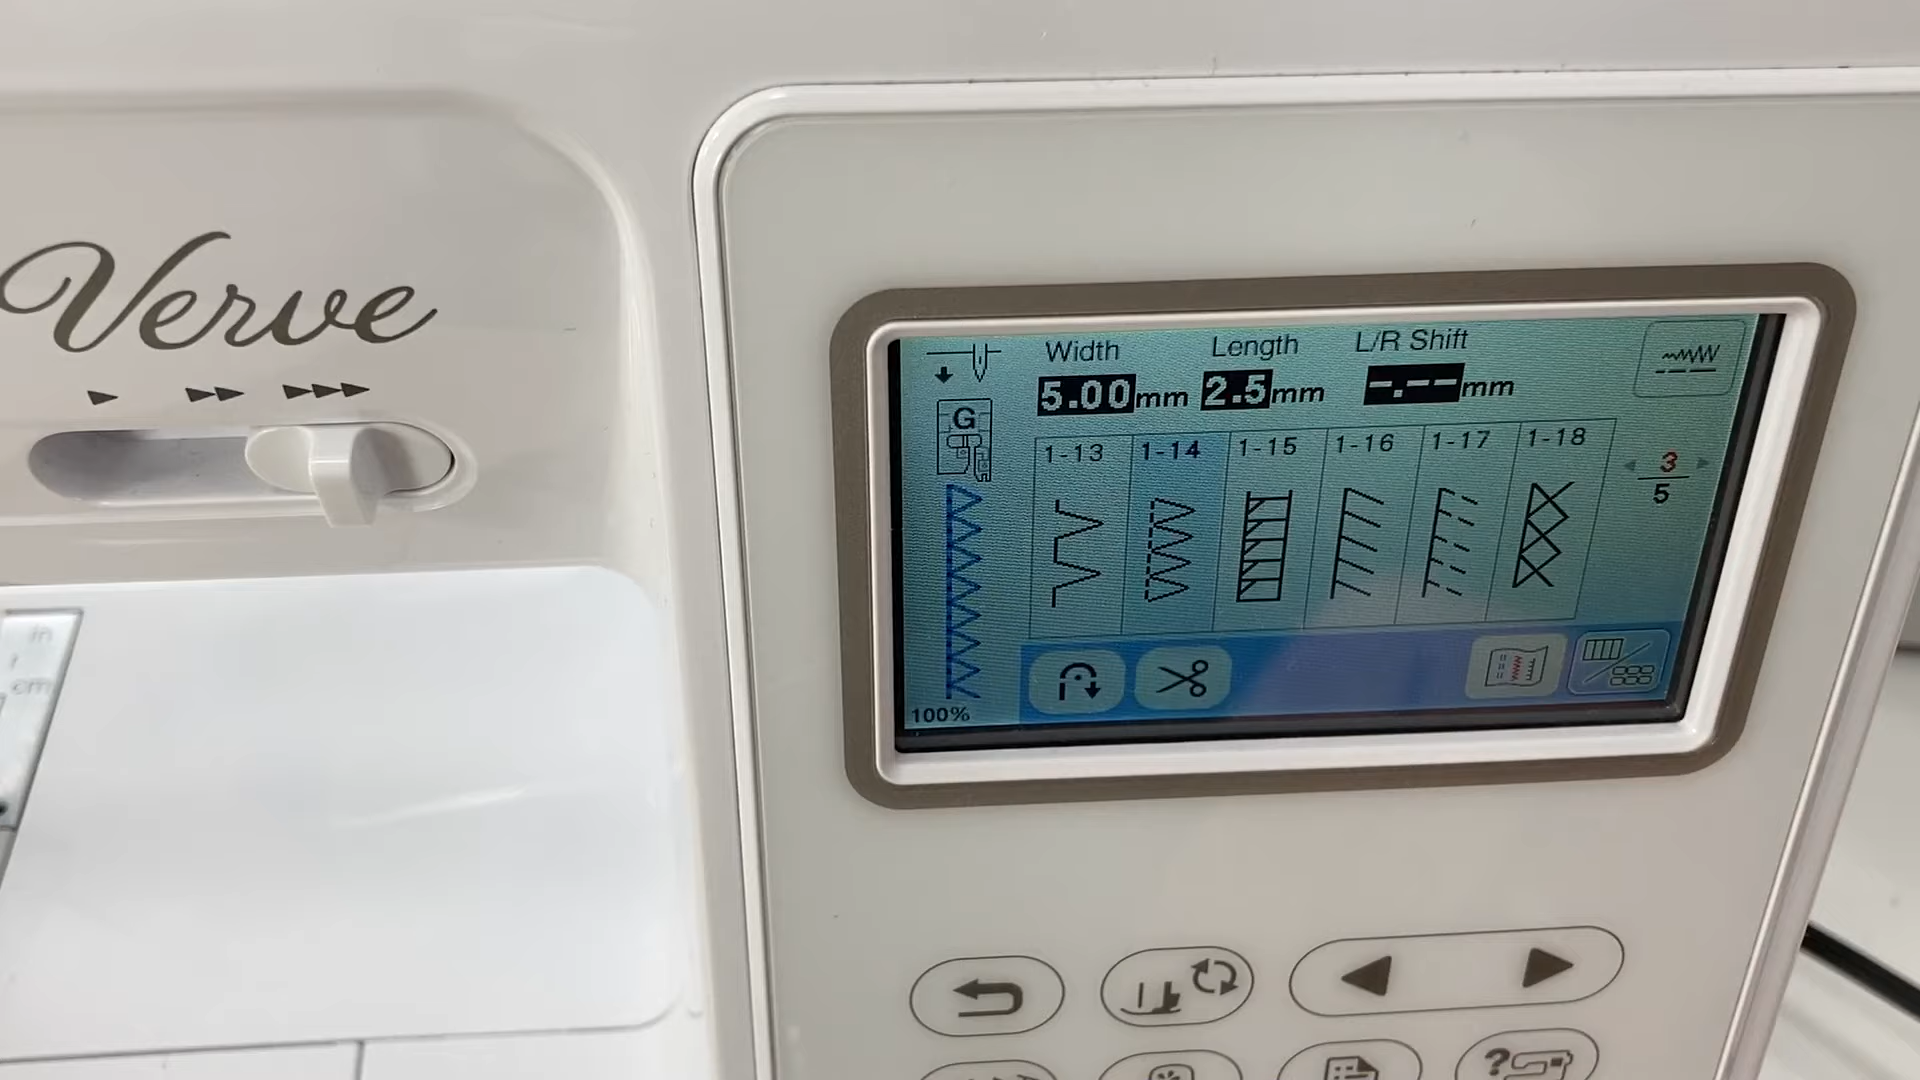 Verve
Width Length L/R Shift
5.00mm 2.5mm -.--mm
G
1-13 1-14 1-15 1-16 1-17 1-18
3
5
100%
in
cm
?